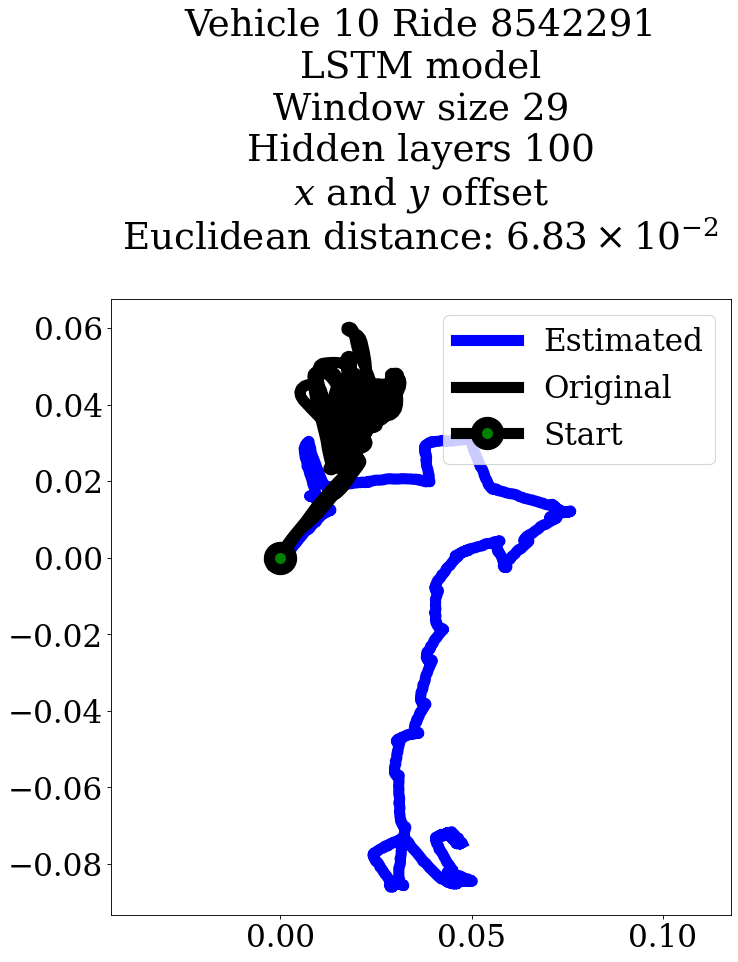 Vehicle 10 Ride 8542291
LSTM model
Window size 29
Hidden layers 100
x and y offset
Euclidean distance: 6.83 × 10⁻²
Estimated
Original
Start
0.06
0.04
0.02
0.00
−0.02
−0.04
−0.06
−0.08
0.00 0.05 0.10